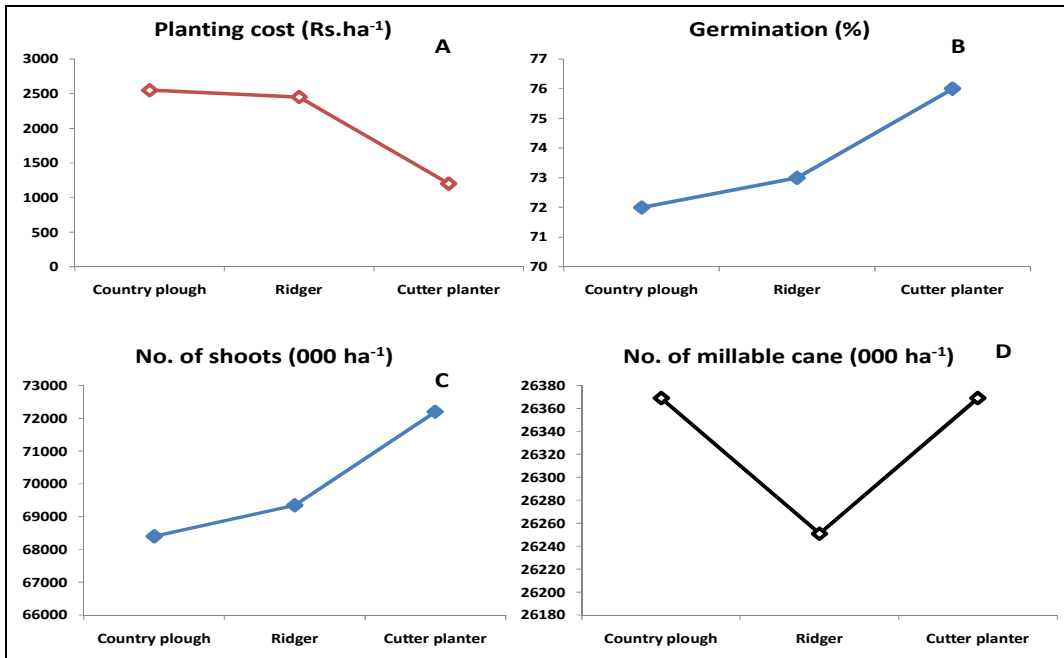 Planting cost (Rs.ha⁻¹)
A
3000
2500
2000
1500
1000
500
0
Country plough Ridger Cutter planter
Germination (%)
B
77
76
75
74
73
72
71
70
Country plough Ridger Cutter planter
No. of shoots (000 ha⁻¹)
C
73000
72000
71000
70000
69000
68000
67000
66000
Country plough Ridger Cutter planter
No. of millable cane (000 ha⁻¹)
D
26380
26360
26340
26320
26300
26280
26260
26240
26220
26200
26180
Country plough Ridger Cutter planter